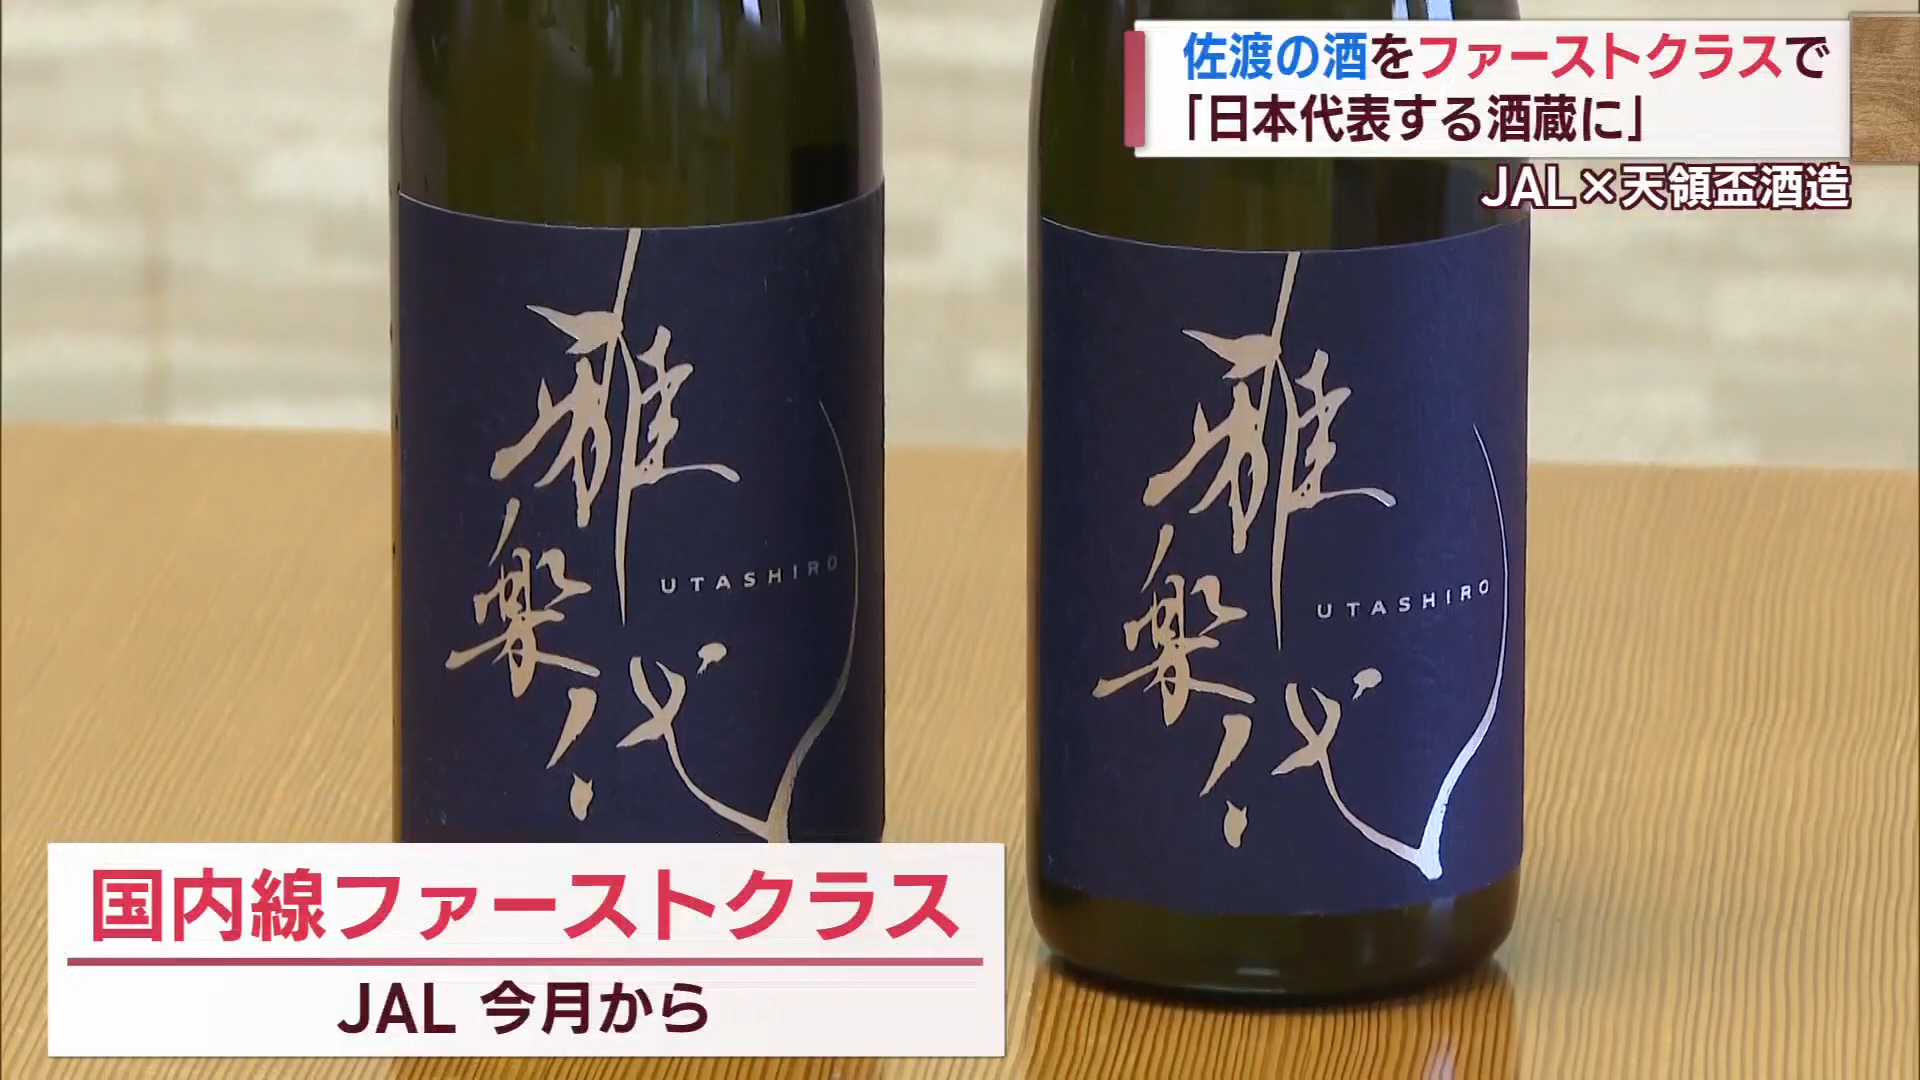 佐渡の酒をファーストクラスで
「日本代表する酒蔵に」
JAL×天領盃酒造
雅楽代
UTASHIRO
雅楽代
UTASHIRO
国内線ファーストクラス
JAL 今月から